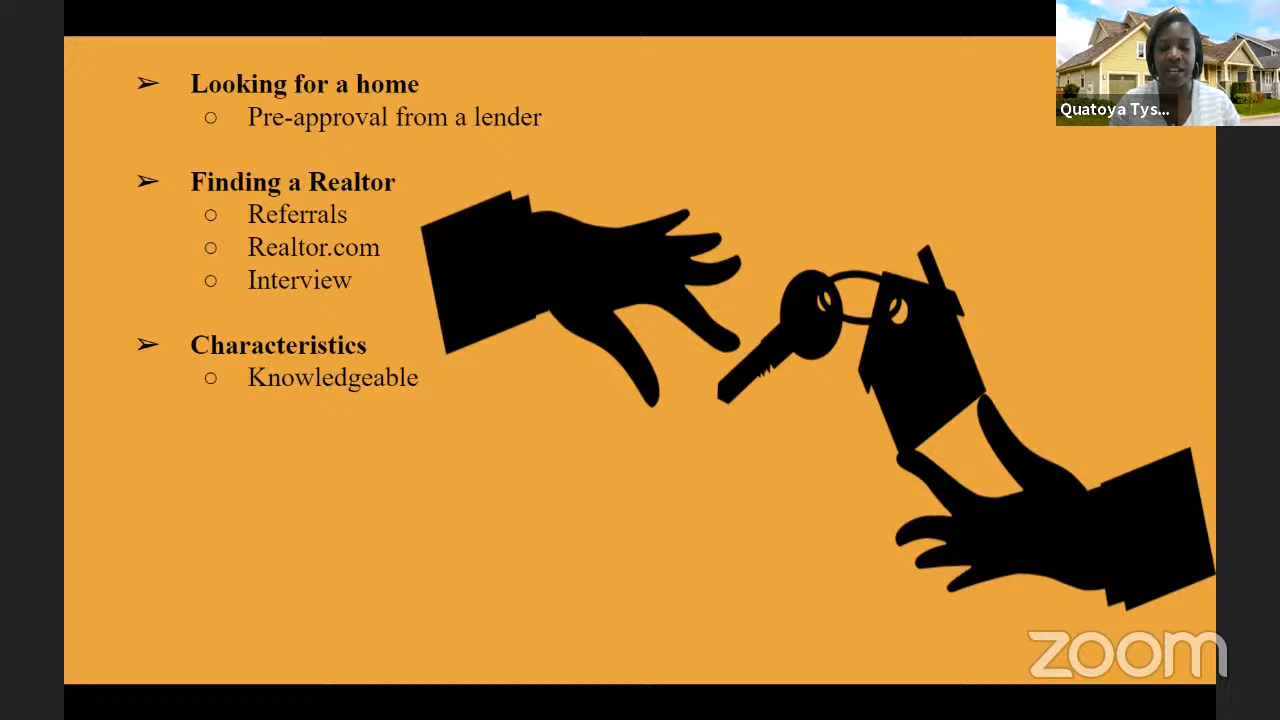 ➢ Looking for a home
○ Pre-approval from a lender
➢ Finding a Realtor
○ Referrals
○ Realtor.com
○ Interview
➢ Characteristics
○ Knowledgeable
Quatoya Tys...
zoom